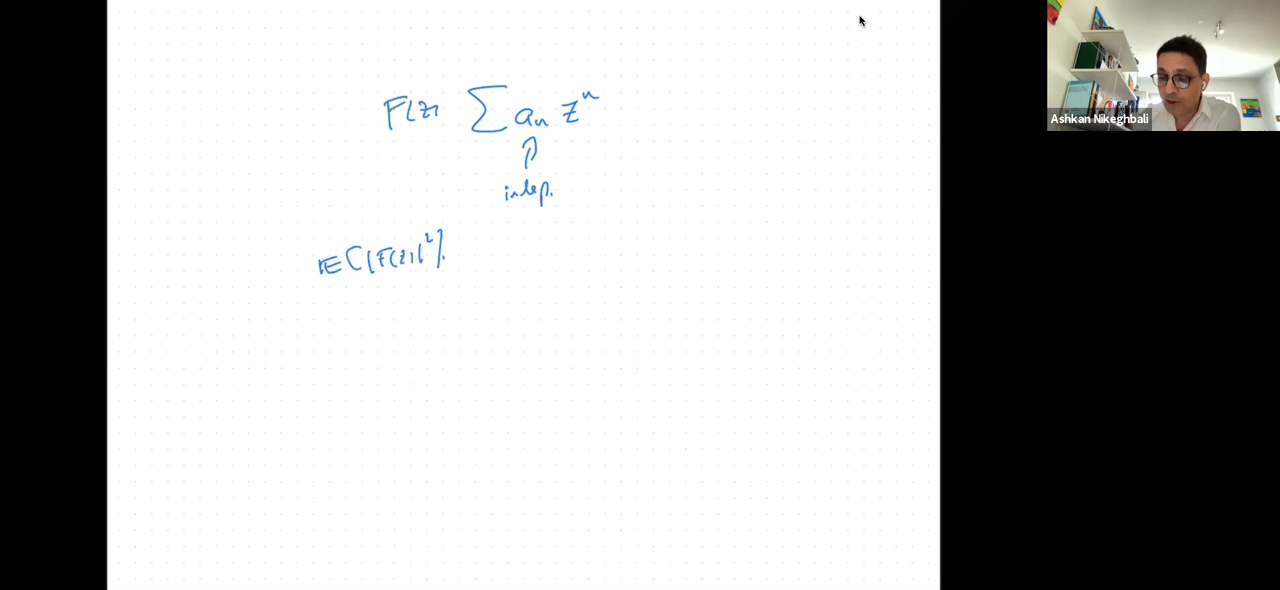 F(z) ∑ aₙ zⁿ
↑
indep.
𝔼[|F(z)|²].
Ashkan Nikeghbali